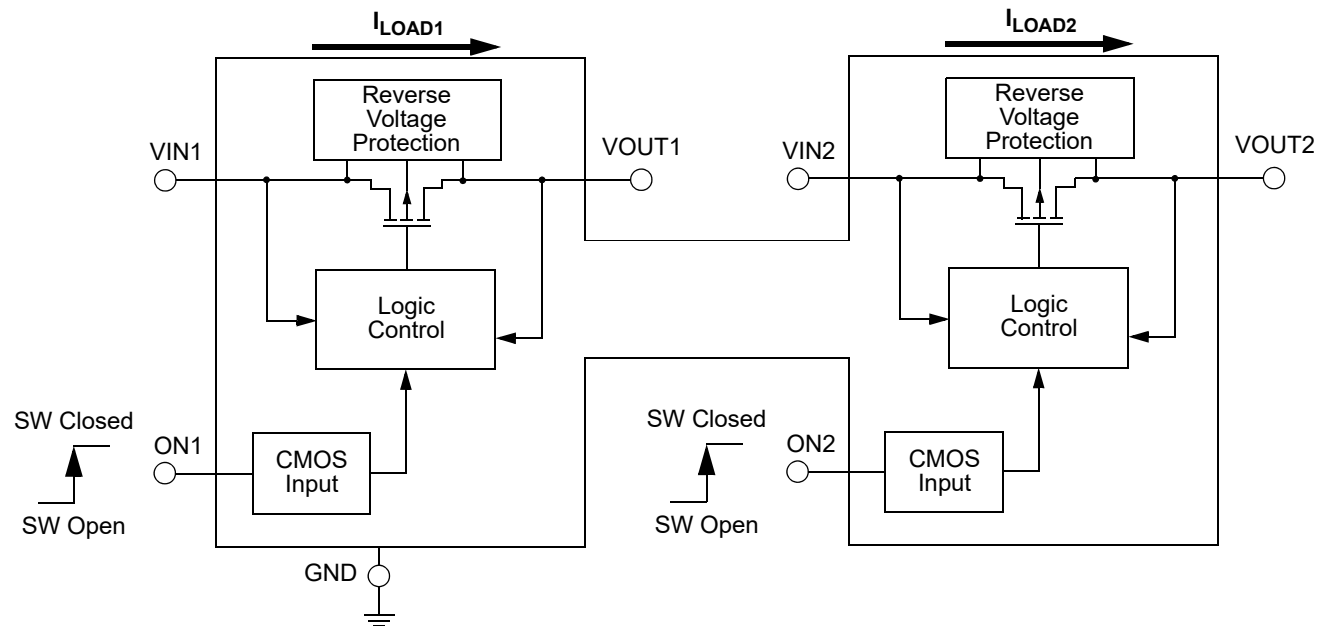 ILOAD1
Reverse
Voltage
Protection
VIN1
VOUT1
Logic
Control
SW Closed
ON1
SW Open
CMOS
Input
GND
ILOAD2
Reverse
Voltage
Protection
VIN2
VOUT2
Logic
Control
SW Closed
ON2
SW Open
CMOS
Input